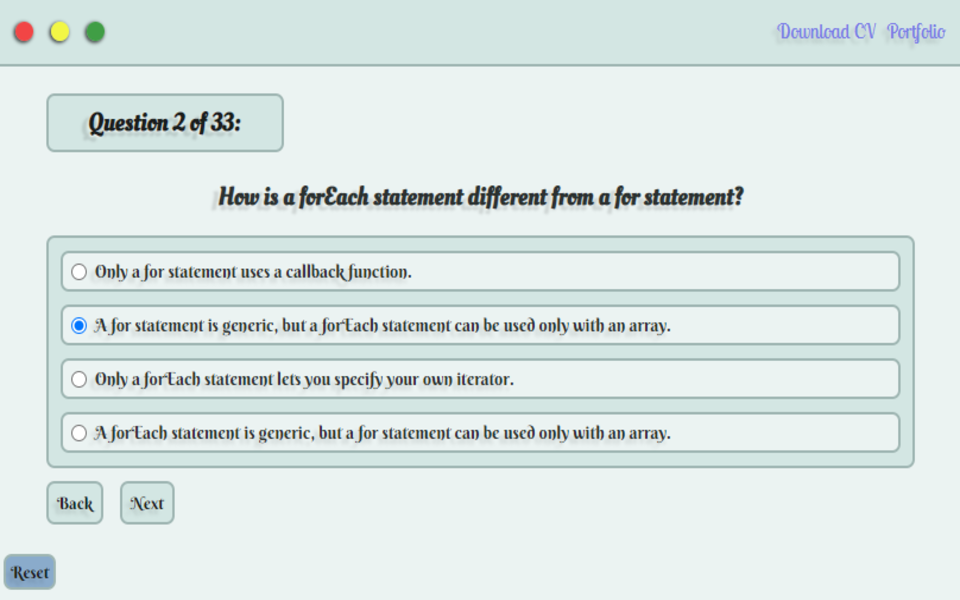 Download CV Portfolio
Question 2 of 33:
How is a forEach statement different from a for statement?
Only a for statement uses a callback function.
A for statement is generic, but a forEach statement can be used only with an array.
Only a forEach statement lets you specify your own iterator.
A forEach statement is generic, but a for statement can be used only with an array.
Back Next
Reset